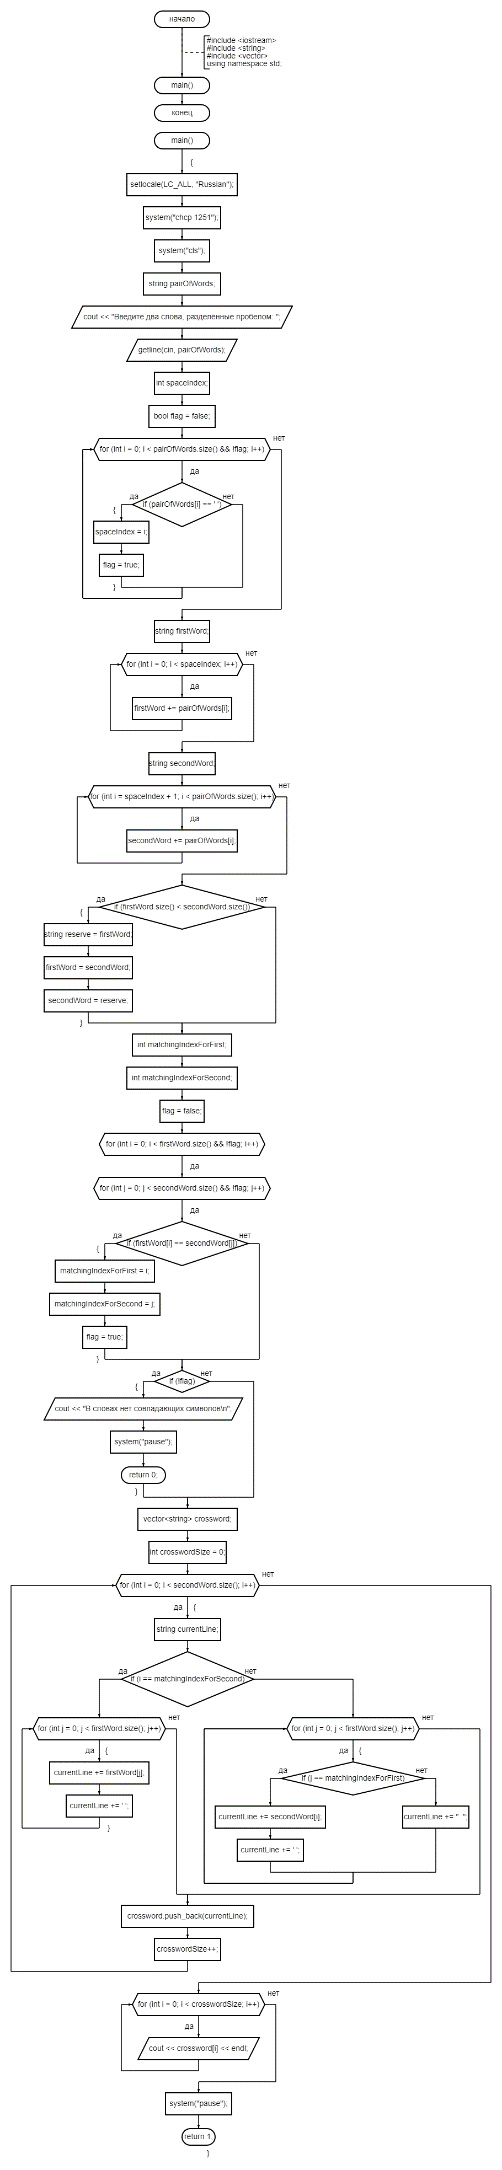 начало
#include <iostream>
#include <string>
#include <vector>
using namespace std;
main()
конец
main()
{
setlocale(LC_ALL, "Russian");
system("chcp 1251");
system("cls");
string pairOfWords;
cout << "Введите два слова, разделённые пробелом: ";
getline(cin, pairOfWords);
int spaceIndex;
bool flag = false;
нет
for (int i = 0; i < pairOfWords.size() && !flag; i++)
да
да
нет
if (pairOfWords[i] == ' ')
{
spaceIndex = i;
flag = true;
}
string firstWord;
нет
for (int i = 0; i < spaceIndex; i++)
да
firstWord += pairOfWords[i];
string secondWord;
нет
for (int i = spaceIndex + 1; i < pairOfWords.size(); i++)
да
secondWord += pairOfWords[i];
да
нет
if (firstWord.size() < secondWord.size())
{
string reserve = firstWord;
firstWord = secondWord;
secondWord = reserve;
}
int matchingIndexForFirst;
int matchingIndexForSecond;
flag = false;
for (int i = 0; i < firstWord.size() && !flag; i++)
да
for (int j = 0; j < secondWord.size() && !flag; j++)
да
да
нет
if (firstWord[i] == secondWord[j])
{
matchingIndexForFirst = i;
matchingIndexForSecond = j;
flag = true;
}
да
нет
if (!flag)
{
cout << "В словах нет совпадающих символов\n";
system("pause");
return 0;
}
vector<string> crossword;
int crosswordSize = 0;
нет
for (int i = 0; i < secondWord.size(); i++)
да {
string currentLine;
да
нет
if (i == matchingIndexForSecond)
нет
нет
for (int j = 0; j < firstWord.size(); j++)
for (int j = 0; j < firstWord.size(); j++)
да {
да {
currentLine += firstWord[j];
currentLine += ' ';
}
да
нет
if (j == matchingIndexForFirst)
currentLine += secondWord[i];
currentLine += "  ";
currentLine += ' ';
crossword.push_back(currentLine);
crosswordSize++;
нет
for (int i = 0; i < crosswordSize; i++)
да
cout << crossword[i] << endl;
system("pause");
return 1;
}